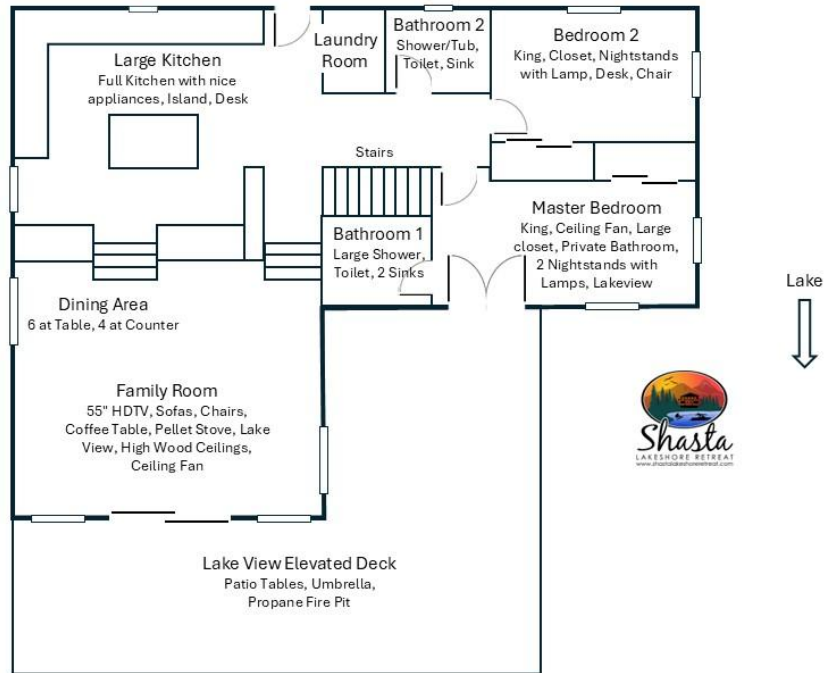 Large Kitchen
Full Kitchen with nice
appliances, Island, Desk
Laundry
Room
Bathroom 2
Shower/Tub,
Toilet, Sink
Bedroom 2
King, Closet, Nightstands
with Lamp, Desk, Chair
Stairs
Bathroom 1
Large Shower,
Toilet, 2 Sinks
Master Bedroom
King, Ceiling Fan, Large
closet, Private Bathroom,
2 Nightstands with
Lamps, Lakeview
Lake
Dining Area
6 at Table, 4 at Counter
Family Room
55" HDTV, Sofas, Chairs,
Coffee Table, Pellet Stove, Lake
View, High Wood Ceilings,
Ceiling Fan
Shasta
LAKESHORE RETREAT
www.shastalakeshoreretreat.com
Lake View Elevated Deck
Patio Tables, Umbrella,
Propane Fire Pit